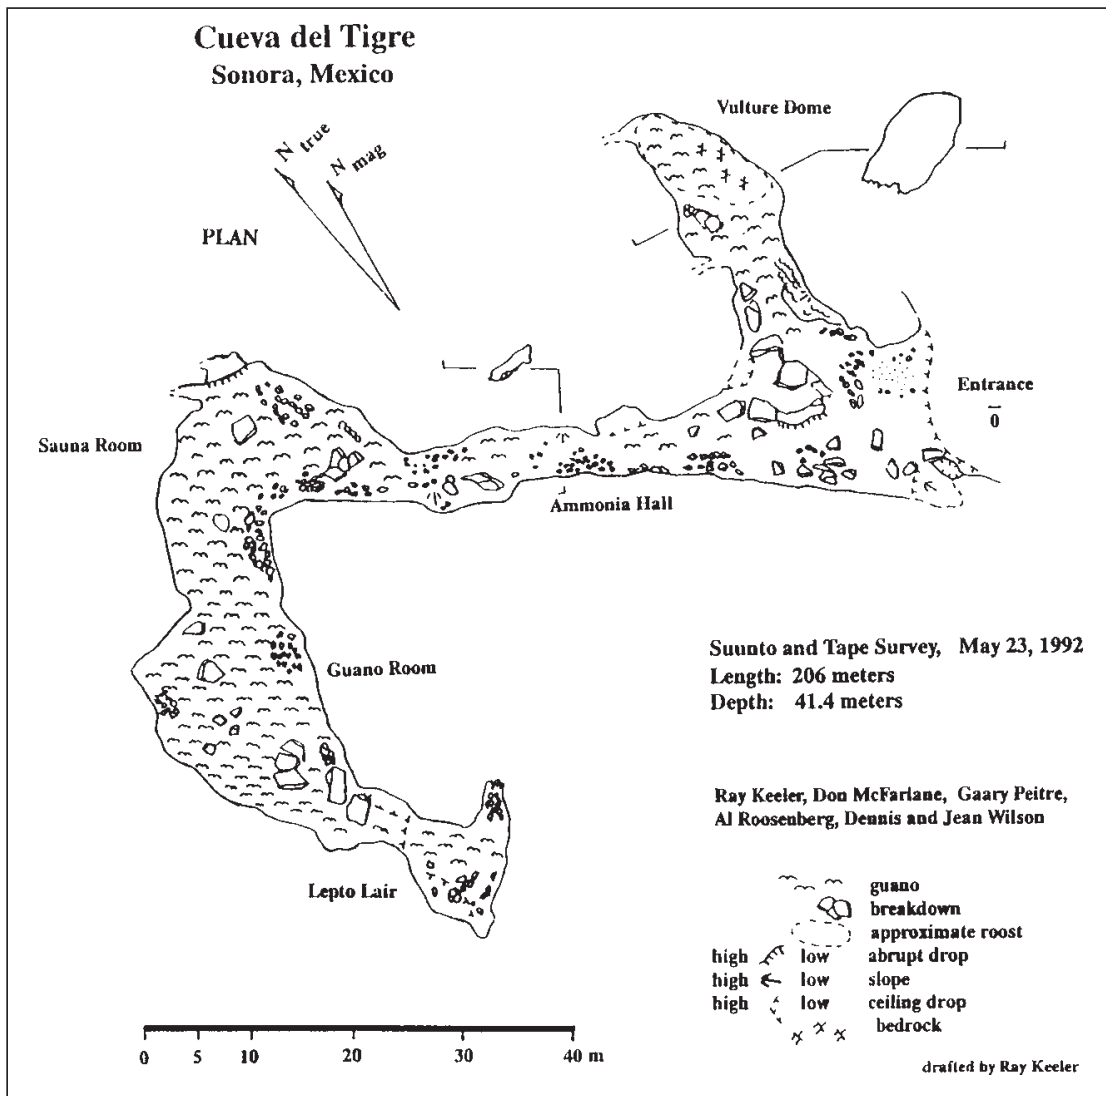 Cueva del Tigre
Sonora, Mexico
N true
N mag
PLAN
Vulture Dome
Entrance
0
Sauna Room
Ammonia Hall
Guano Room
Lepto Lair
Suunto and Tape Survey, May 23, 1992
Length: 206 meters
Depth: 41.4 meters
Ray Keeler, Don McFarlane, Gaary Peitre,
Al Roosenberg, Dennis and Jean Wilson
guano
breakdown
approximate roost
high low abrupt drop
high low slope
high low ceiling drop
bedrock
0 5 10 20 30 40 m
drafted by Ray Keeler